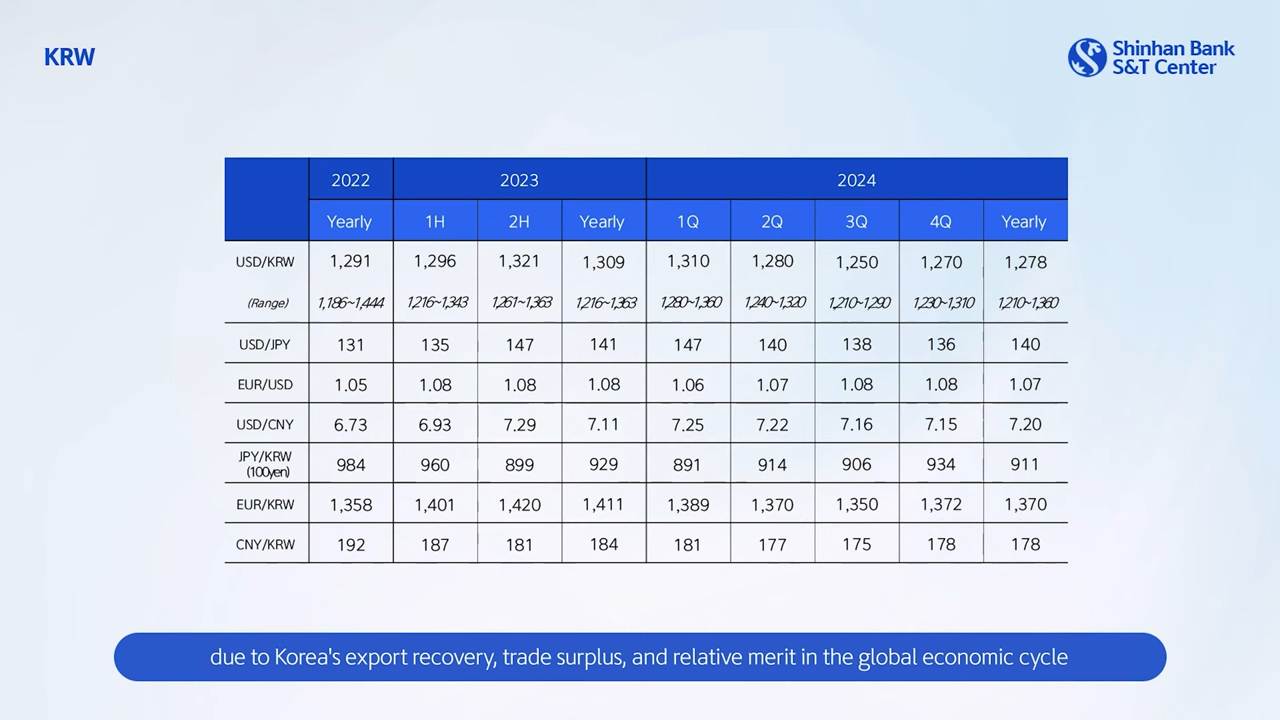 KRW
Shinhan Bank
S&T Center
2022 2023 2024
Yearly 1H 2H Yearly 1Q 2Q 3Q 4Q Yearly
USD/KRW 1,291 1,296 1,321 1,309 1,310 1,280 1,250 1,270 1,278
(Range) 1,186~1,444 1,216~1,343 1,261~1,363 1,216~1,363 1,280~1,360 1,240~1,320 1,210~1,290 1,230~1,310 1,210~1,360
USD/JPY 131 135 147 141 147 140 138 136 140
EUR/USD 1.05 1.08 1.08 1.08 1.06 1.07 1.08 1.08 1.07
USD/CNY 6.73 6.93 7.29 7.11 7.25 7.22 7.16 7.15 7.20
JPY/KRW
(100yen) 984 960 899 929 891 914 906 934 911
EUR/KRW 1,358 1,401 1,420 1,411 1,389 1,370 1,350 1,372 1,370
CNY/KRW 192 187 181 184 181 177 175 178 178
due to Korea's export recovery, trade surplus, and relative merit in the global economic cycle